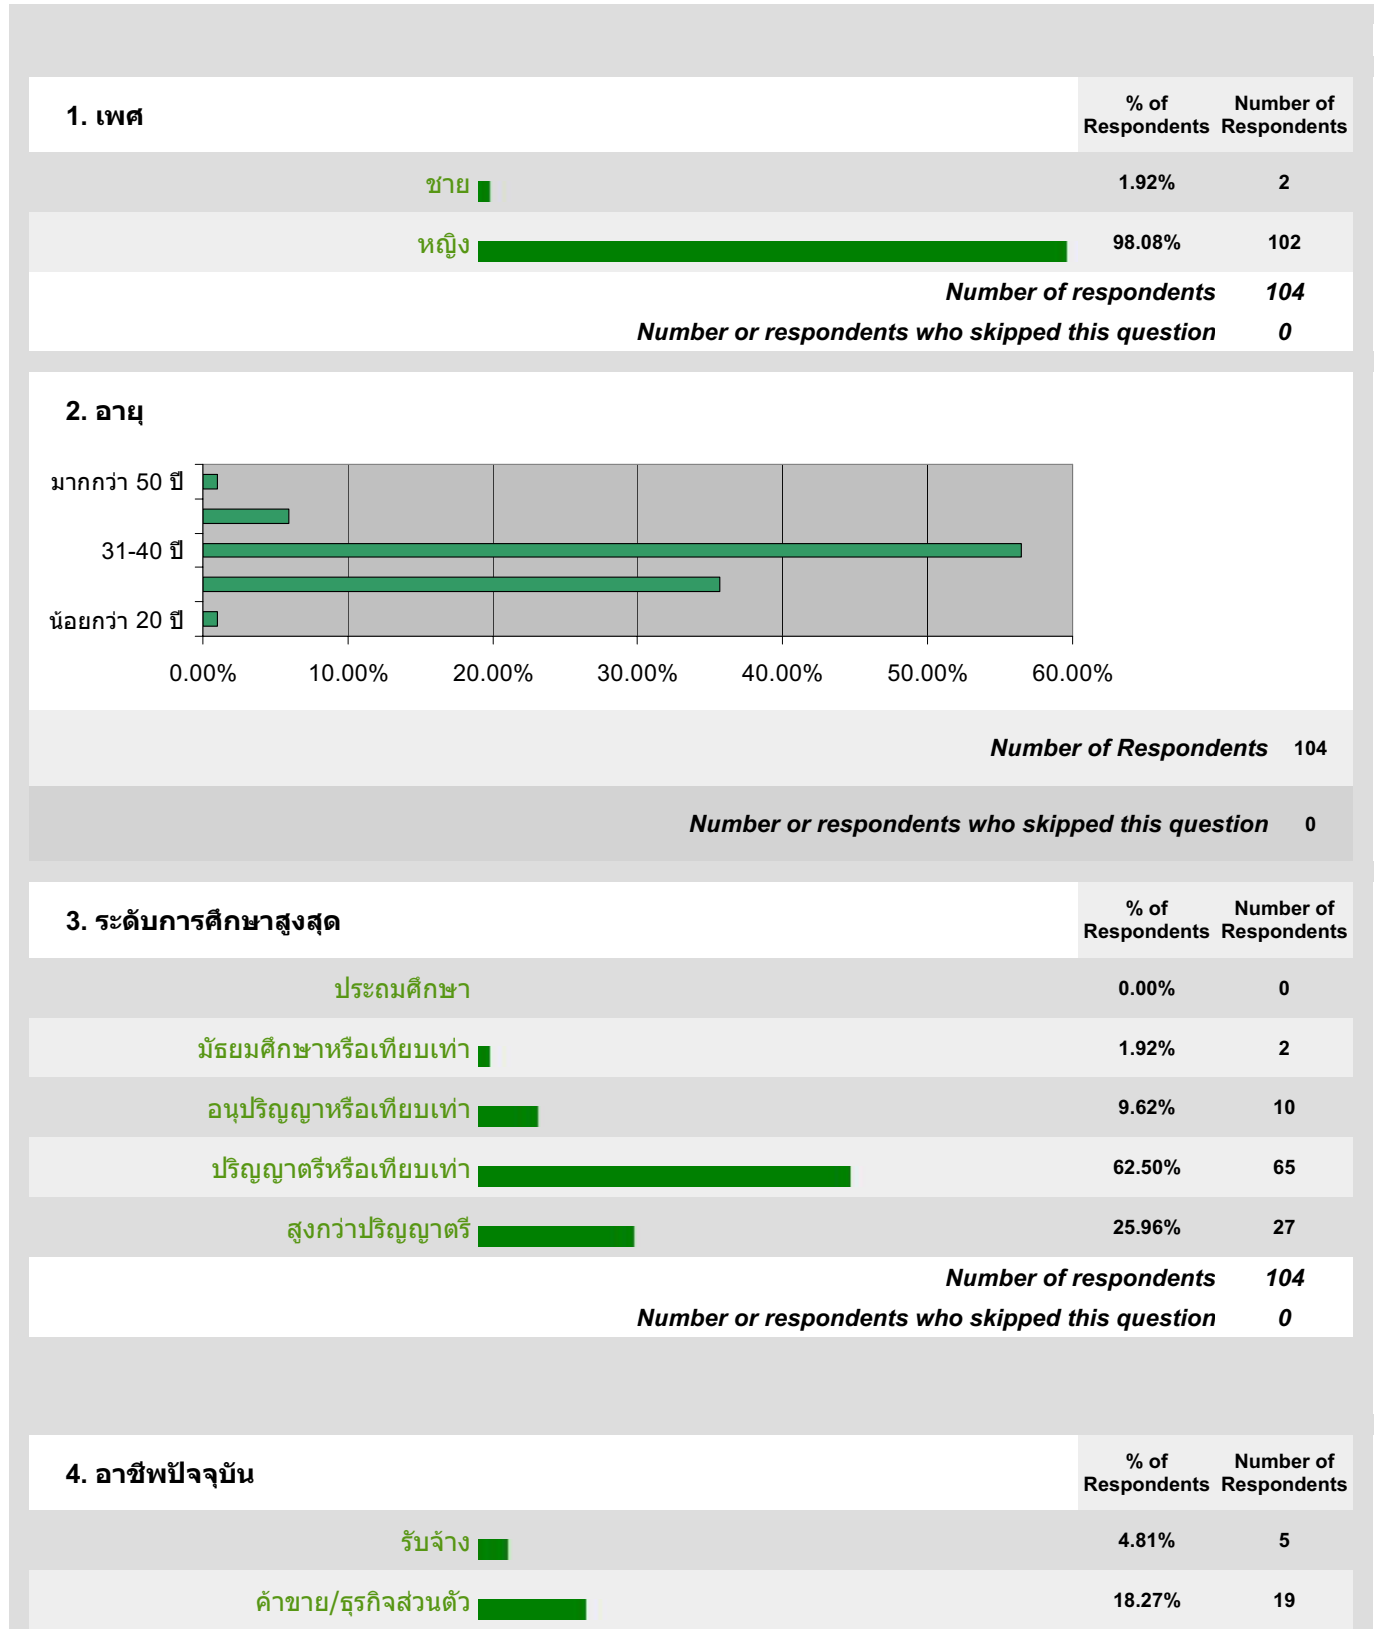 1. เพศ
% of Respondents Number of Respondents
ชาย 1.92% 2
หญิง 98.08% 102
Number of respondents 104
Number or respondents who skipped this question 0
2. อายุ
มากกว่า 50 ปี
31-40 ปี
น้อยกว่า 20 ปี
0.00% 10.00% 20.00% 30.00% 40.00% 50.00% 60.00%
Number of Respondents 104
Number or respondents who skipped this question 0
3. ระดับการศึกษาสูงสุด
% of Respondents Number of Respondents
ประถมศึกษา 0.00% 0
มัธยมศึกษาหรือเทียบเท่า 1.92% 2
อนุปริญญาหรือเทียบเท่า 9.62% 10
ปริญญาตรีหรือเทียบเท่า 62.50% 65
สูงกว่าปริญญาตรี 25.96% 27
Number of respondents 104
Number or respondents who skipped this question 0
4. อาชีพปัจจุบัน
% of Respondents Number of Respondents
รับจ้าง 4.81% 5
ค้าขาย/ธุรกิจส่วนตัว 18.27% 19